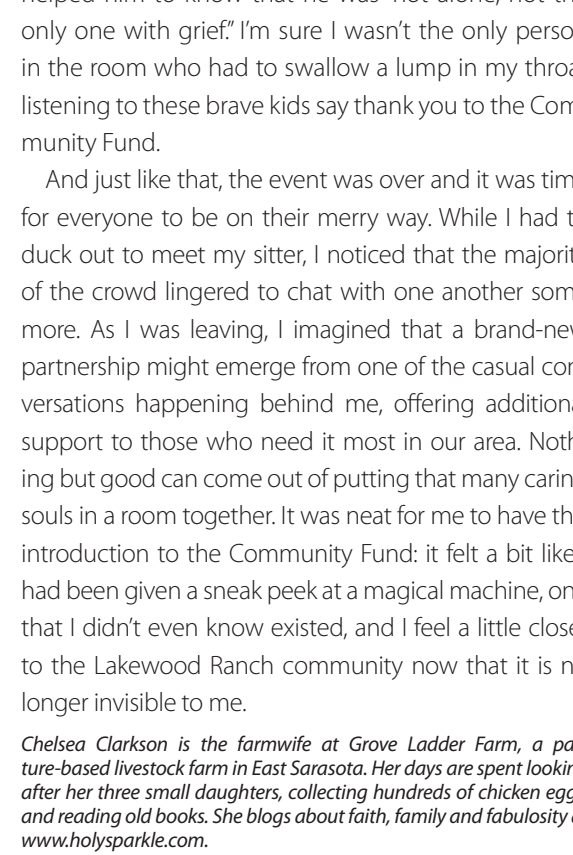 helped him to know that he was "not alone, not th
only one with grief." I'm sure I wasn't the only perso
in the room who had to swallow a lump in my throa
listening to these brave kids say thank you to the Com
munity Fund.
And just like that, the event was over and it was tim
for everyone to be on their merry way. While I had t
duck out to meet my sitter, I noticed that the majorit
of the crowd lingered to chat with one another som
more. As I was leaving, I imagined that a brand-new
partnership might emerge from one of the casual con
versations happening behind me, offering additiona
support to those who need it most in our area. Noth
ing but good can come out of putting that many carin
souls in a room together. It was neat for me to have th
introduction to the Community Fund: it felt a bit like
had been given a sneak peek at a magical machine, on
that I didn't even know existed, and I feel a little close
to the Lakewood Ranch community now that it is n
longer invisible to me.
Chelsea Clarkson is the farmwife at Grove Ladder Farm, a pa
ture-based livestock farm in East Sarasota. Her days are spent lookin
after her three small daughters, collecting hundreds of chicken egg
and reading old books. She blogs about faith, family and fabulosity a
www.holysparkle.com.